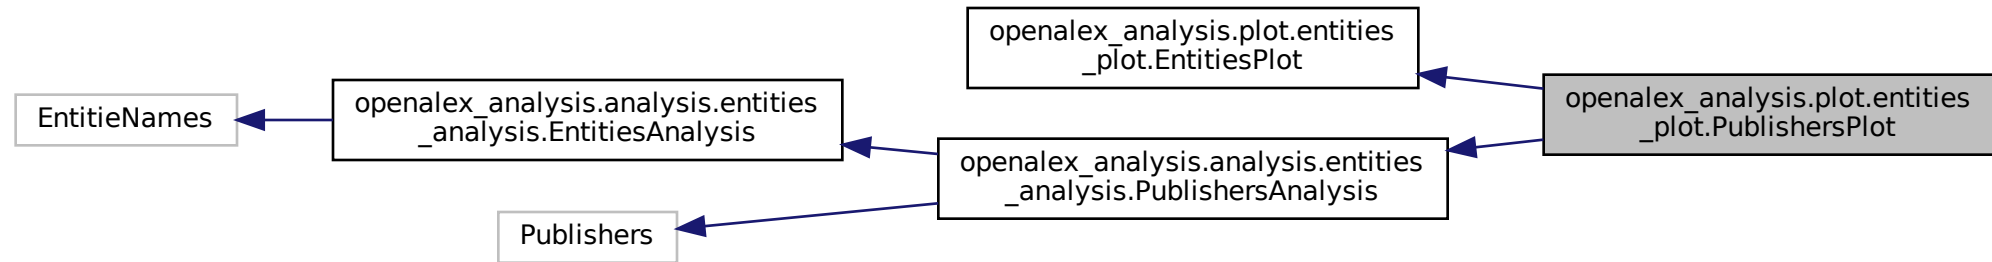 EntitieNames
openalex_analysis.analysis.entities
_analysis.EntitiesAnalysis
Publishers
openalex_analysis.plot.entities
_plot.EntitiesPlot
openalex_analysis.analysis.entities
_analysis.PublishersAnalysis
openalex_analysis.plot.entities
_plot.PublishersPlot